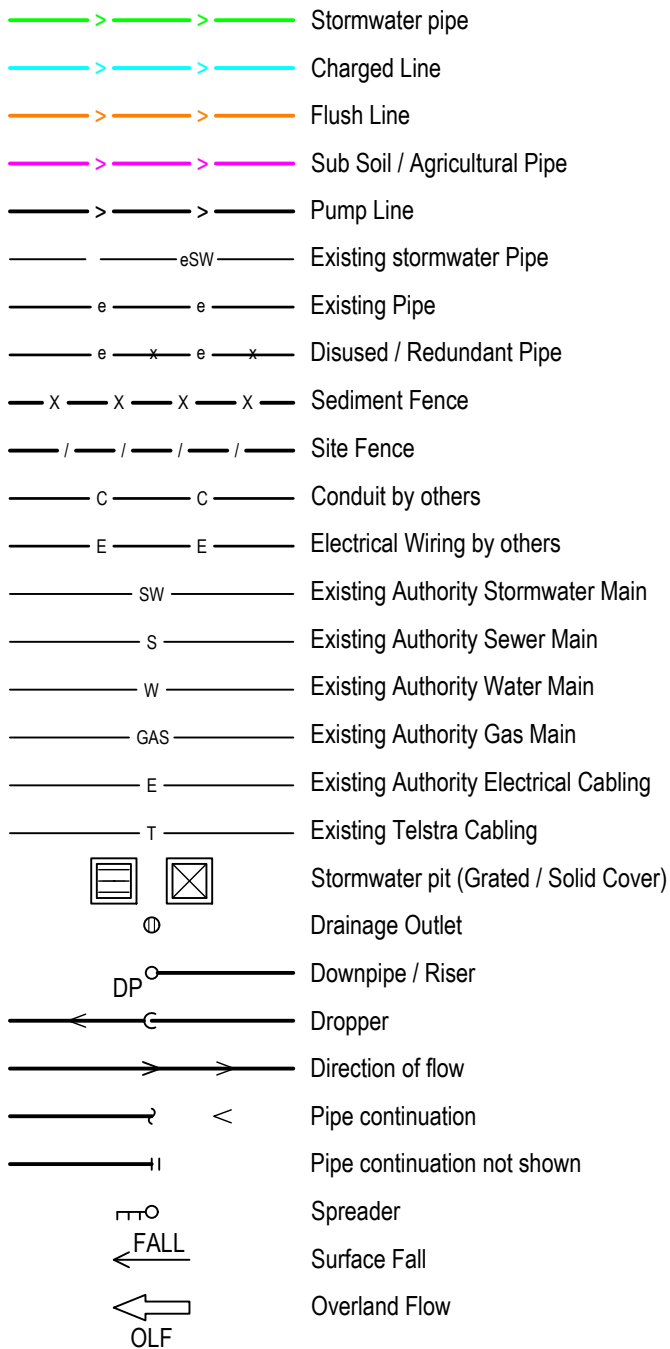 > > Stormwater pipe
> > Charged Line
> > Flush Line
> > Sub Soil / Agricultural Pipe
> > Pump Line
eSW Existing stormwater Pipe
e e Existing Pipe
e x e x Disused / Redundant Pipe
X X X X Sediment Fence
/ / / / Site Fence
C C Conduit by others
E E Electrical Wiring by others
SW Existing Authority Stormwater Main
S Existing Authority Sewer Main
W Existing Authority Water Main
GAS Existing Authority Gas Main
E Existing Authority Electrical Cabling
T Existing Telstra Cabling
Stormwater pit (Grated / Solid Cover)
Drainage Outlet
DP Downpipe / Riser
Dropper
Direction of flow
Pipe continuation
Pipe continuation not shown
Spreader
FALL Surface Fall
Overland Flow
OLF